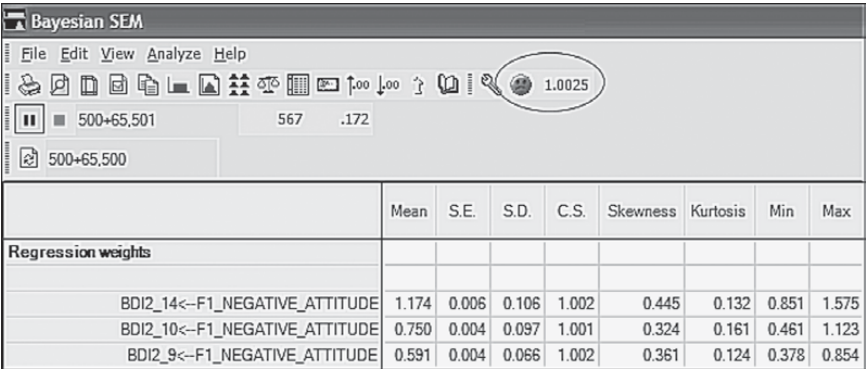 Bayesian SEM
File Edit View Analyze Help
1.0025
500+65,501 567 .172
500+65,500
Mean S.E. S.D. C.S. Skewness Kurtosis Min Max
Regression weights
BDI2_14<--F1_NEGATIVE_ATTITUDE 1.174 0.006 0.106 1.002 0.445 0.132 0.851 1.575
BDI2_10<--F1_NEGATIVE_ATTITUDE 0.750 0.004 0.097 1.001 0.324 0.161 0.461 1.123
BDI2_9<--F1_NEGATIVE_ATTITUDE 0.591 0.004 0.066 1.002 0.361 0.124 0.378 0.854